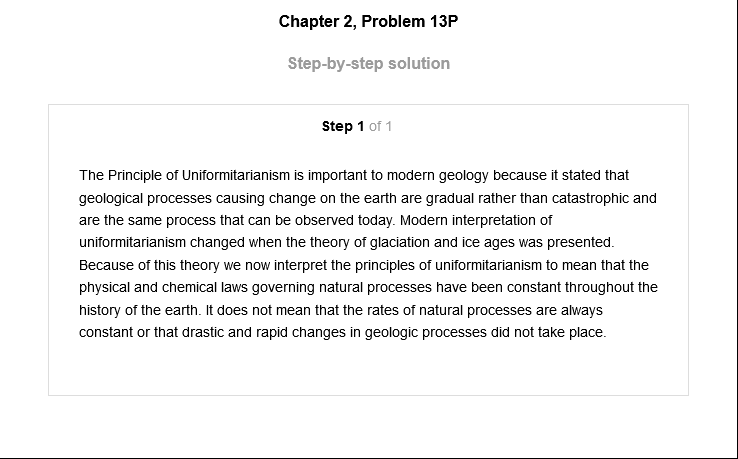 Chapter 2, Problem 13P
Step-by-step solution
Step 1 of 1
The Principle of Uniformitarianism is important to modern geology because it stated that
geological processes causing change on the earth are gradual rather than catastrophic and
are the same process that can be observed today. Modern interpretation of
uniformitarianism changed when the theory of glaciation and ice ages was presented.
Because of this theory we now interpret the principles of uniformitarianism to mean that the
physical and chemical laws governing natural processes have been constant throughout the
history of the earth. It does not mean that the rates of natural processes are always
constant or that drastic and rapid changes in geologic processes did not take place.